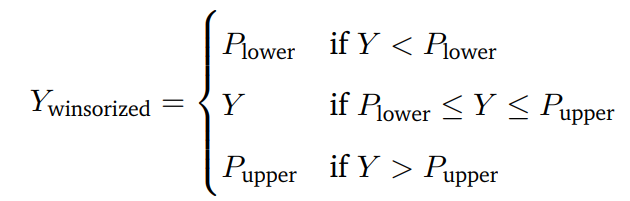 P_lower if Y < P_lower
Y_winsorized = { Y if P_lower ≤ Y ≤ P_upper
P_upper if Y > P_upper